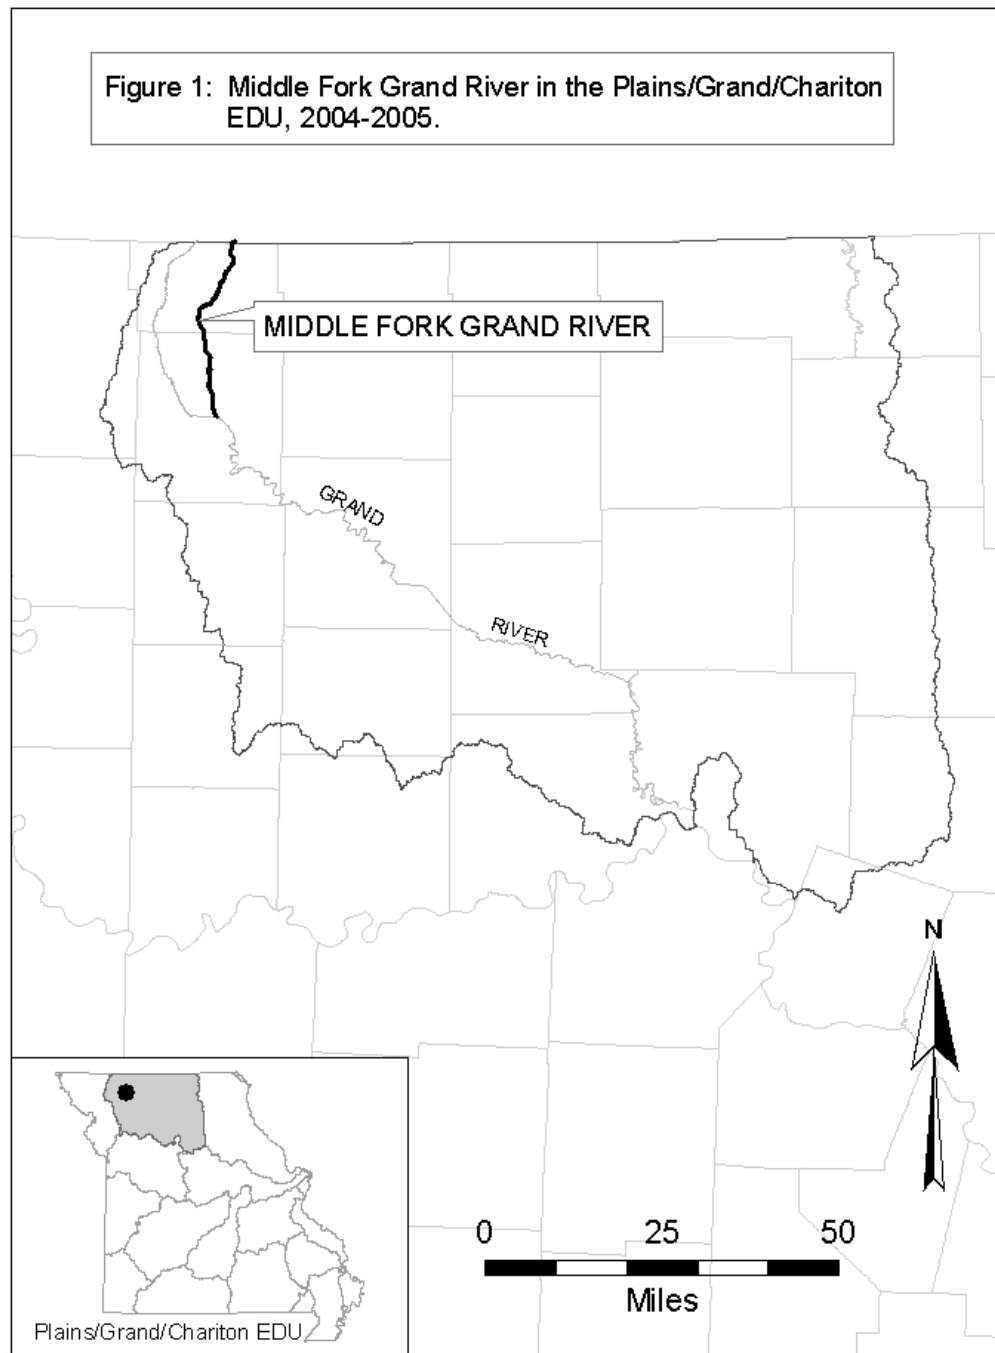 Figure 1: Middle Fork Grand River in the Plains/Grand/Chariton
EDU, 2004-2005.
MIDDLE FORK GRAND RIVER
GRAND
RIVER
N
0 25 50
Miles
Plains/Grand/Chariton EDU